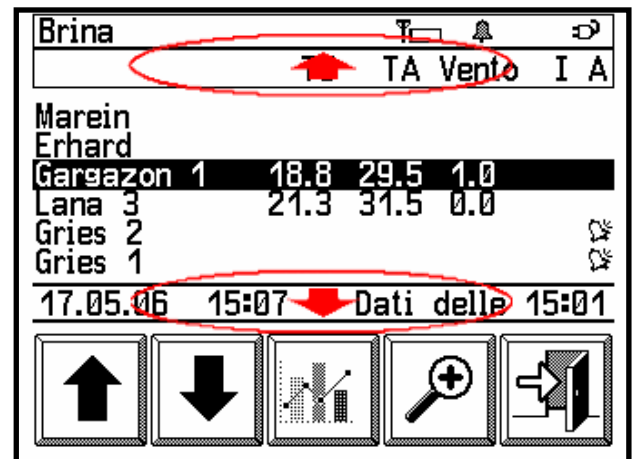 Brina
TA Vento I A
Marein
Erhard
Gargazon 1 18.8 29.5 1.0
Lana 3 21.3 31.5 0.0
Gries 2
Gries 1
17.05.06 15:07 Dati delle 15:01